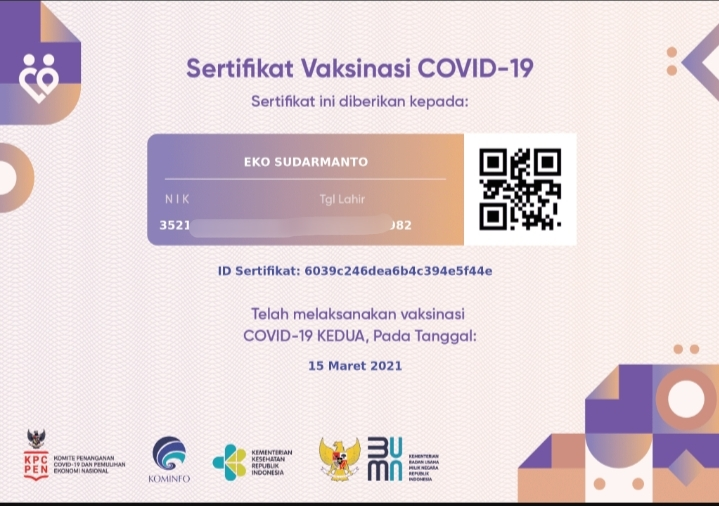 Sertifikat Vaksinasi COVID-19
Sertifikat ini diberikan kepada:
EKO SUDARMANTO
NIK Tgl Lahir
3521 982
ID Sertifikat: 6039c246dea6b4c394e5f44e
Telah melaksanakan vaksinasi
COVID-19 KEDUA, Pada Tanggal:
15 Maret 2021
KPC
PEN
KOMITE PENANGANAN
COVID-19 DAN PEMULIHAN
EKONOMI NASIONAL
KOMINFO
KEMENTERIAN
KESEHATAN
REPUBLIK
INDONESIA
BUMN
KEMENTERIAN
BADAN USAHA
MILIK NEGARA
REPUBLIK
INDONESIA